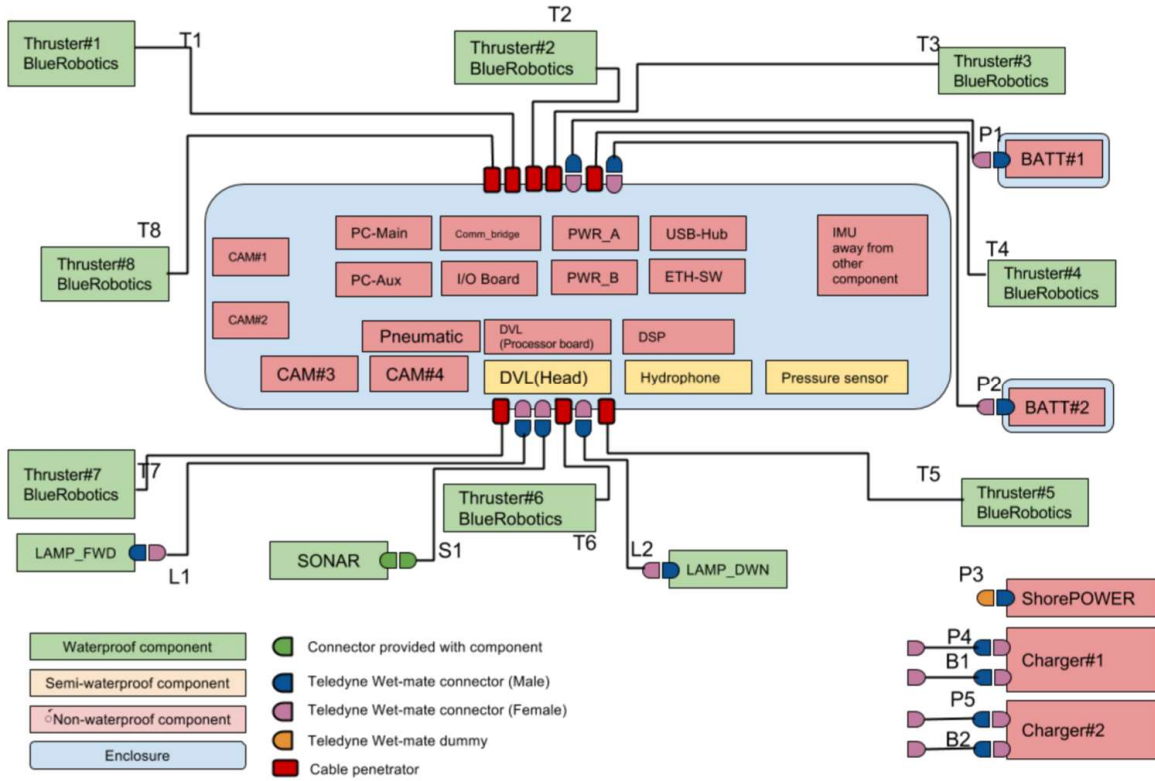 T2
Thruster#1
BlueRobotics
T1
Thruster#2
BlueRobotics
T3
Thruster#3
BlueRobotics
P1
BATT#1
T8
Thruster#8
BlueRobotics
CAM#1
CAM#2
PC-Main
Comm_bridge
PWR_A
USB-Hub
PC-Aux
I/O Board
PWR_B
ETH-SW
IMU
away from
other
component
T4
Thruster#4
BlueRobotics
Pneumatic
DVL
(Processor board)
DSP
CAM#3
CAM#4
DVL(Head)
Hydrophone
Pressure sensor
P2
BATT#2
Thruster#7
BlueRobotics
T7
Thruster#6
BlueRobotics
T6
T5
Thruster#5
BlueRobotics
LAMP_FWD
L1
SONAR
S1
L2
LAMP_DWN
P3
ShorePOWER
P4
B1
Charger#1
P5
B2
Charger#2
Waterproof component
Semi-waterproof component
Non-waterproof component
Enclosure
Connector provided with component
Teledyne Wet-mate connector (Male)
Teledyne Wet-mate connector (Female)
Teledyne Wet-mate dummy
Cable penetrator